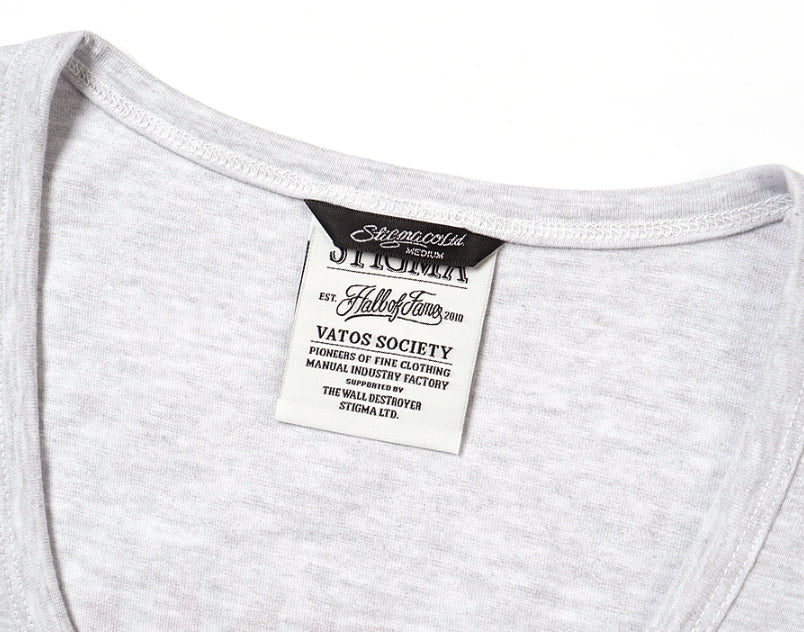 Stigma co Ltd.
MEDIUM
STIGMA
EST. Hall of Fame 2010
VATOS SOCIETY
PIONEERS OF FINE CLOTHING
MANUAL INDUSTRY FACTORY
SUPPORTED BY
THE WALL DESTROYER
STIGMA LTD.